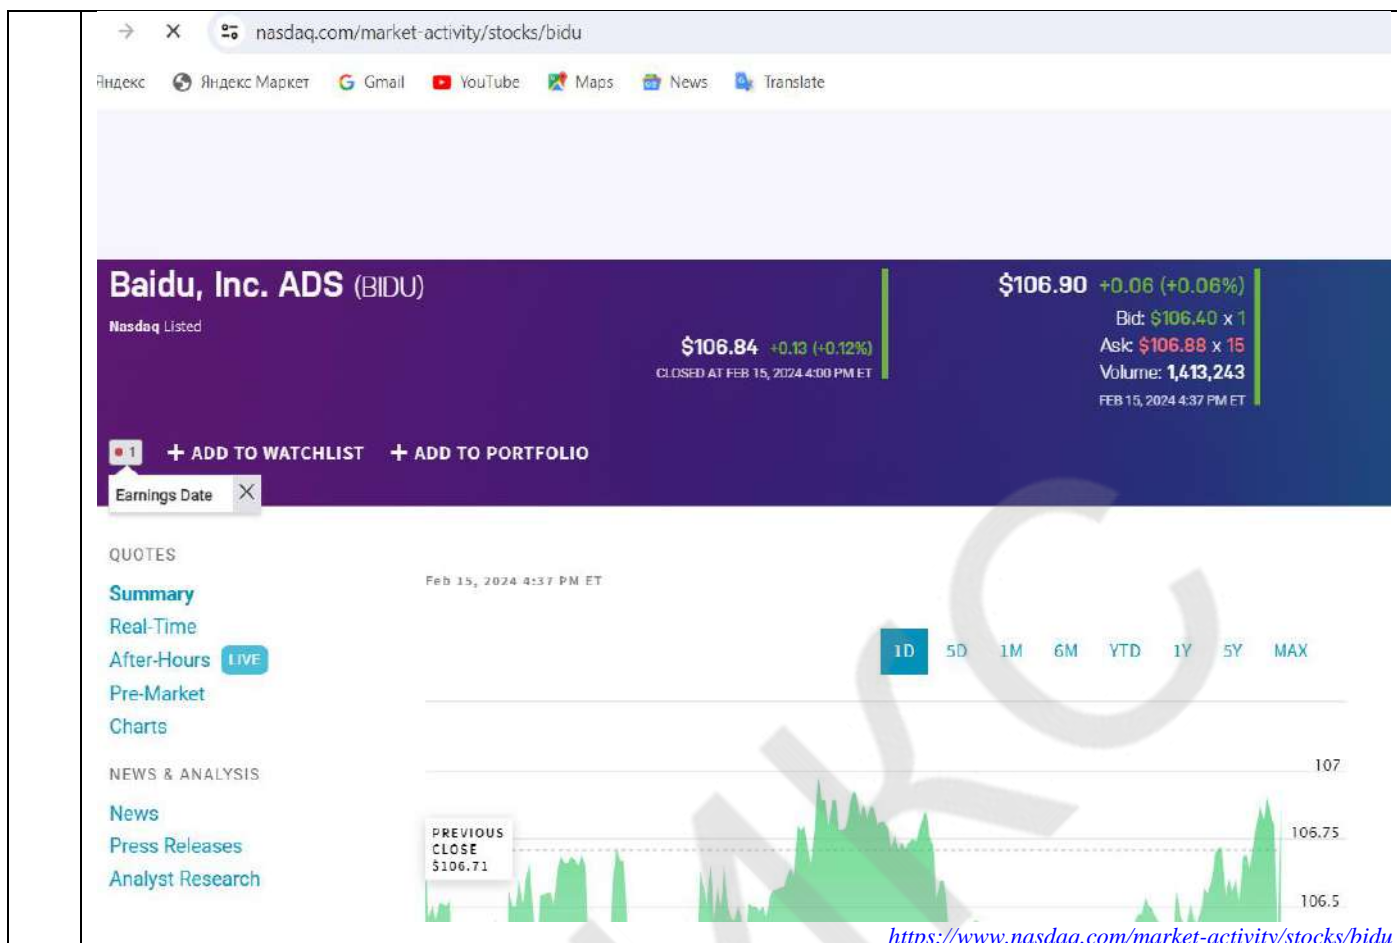 nasdaq.com/market-activity/stocks/bidu
Яндекс Маркет Gmail YouTube Maps News Translate
Baidu, Inc. ADS (BIDU)
Nasdaq Listed
$106.84 +0.13 (+0.12%)
CLOSED AT FEB 15, 2024 4:00 PM ET
$106.90 +0.06 (+0.06%)
Bid: $106.40 x 1
Ask: $106.88 x 15
Volume: 1,413,243
FEB 15, 2024 4:37 PM ET
1 + ADD TO WATCHLIST + ADD TO PORTFOLIO
Earnings Date
QUOTES
Summary
Real-Time
After-Hours LIVE
Pre-Market
Charts
NEWS & ANALYSIS
News
Press Releases
Analyst Research
Feb 15, 2024 4:37 PM ET
1D 5D 1M 6M YTD 1Y 5Y MAX
107
106.75
106.5
PREVIOUS
CLOSE
$106.71
МКС
https://www.nasdaq.com/market-activity/stocks/bidu